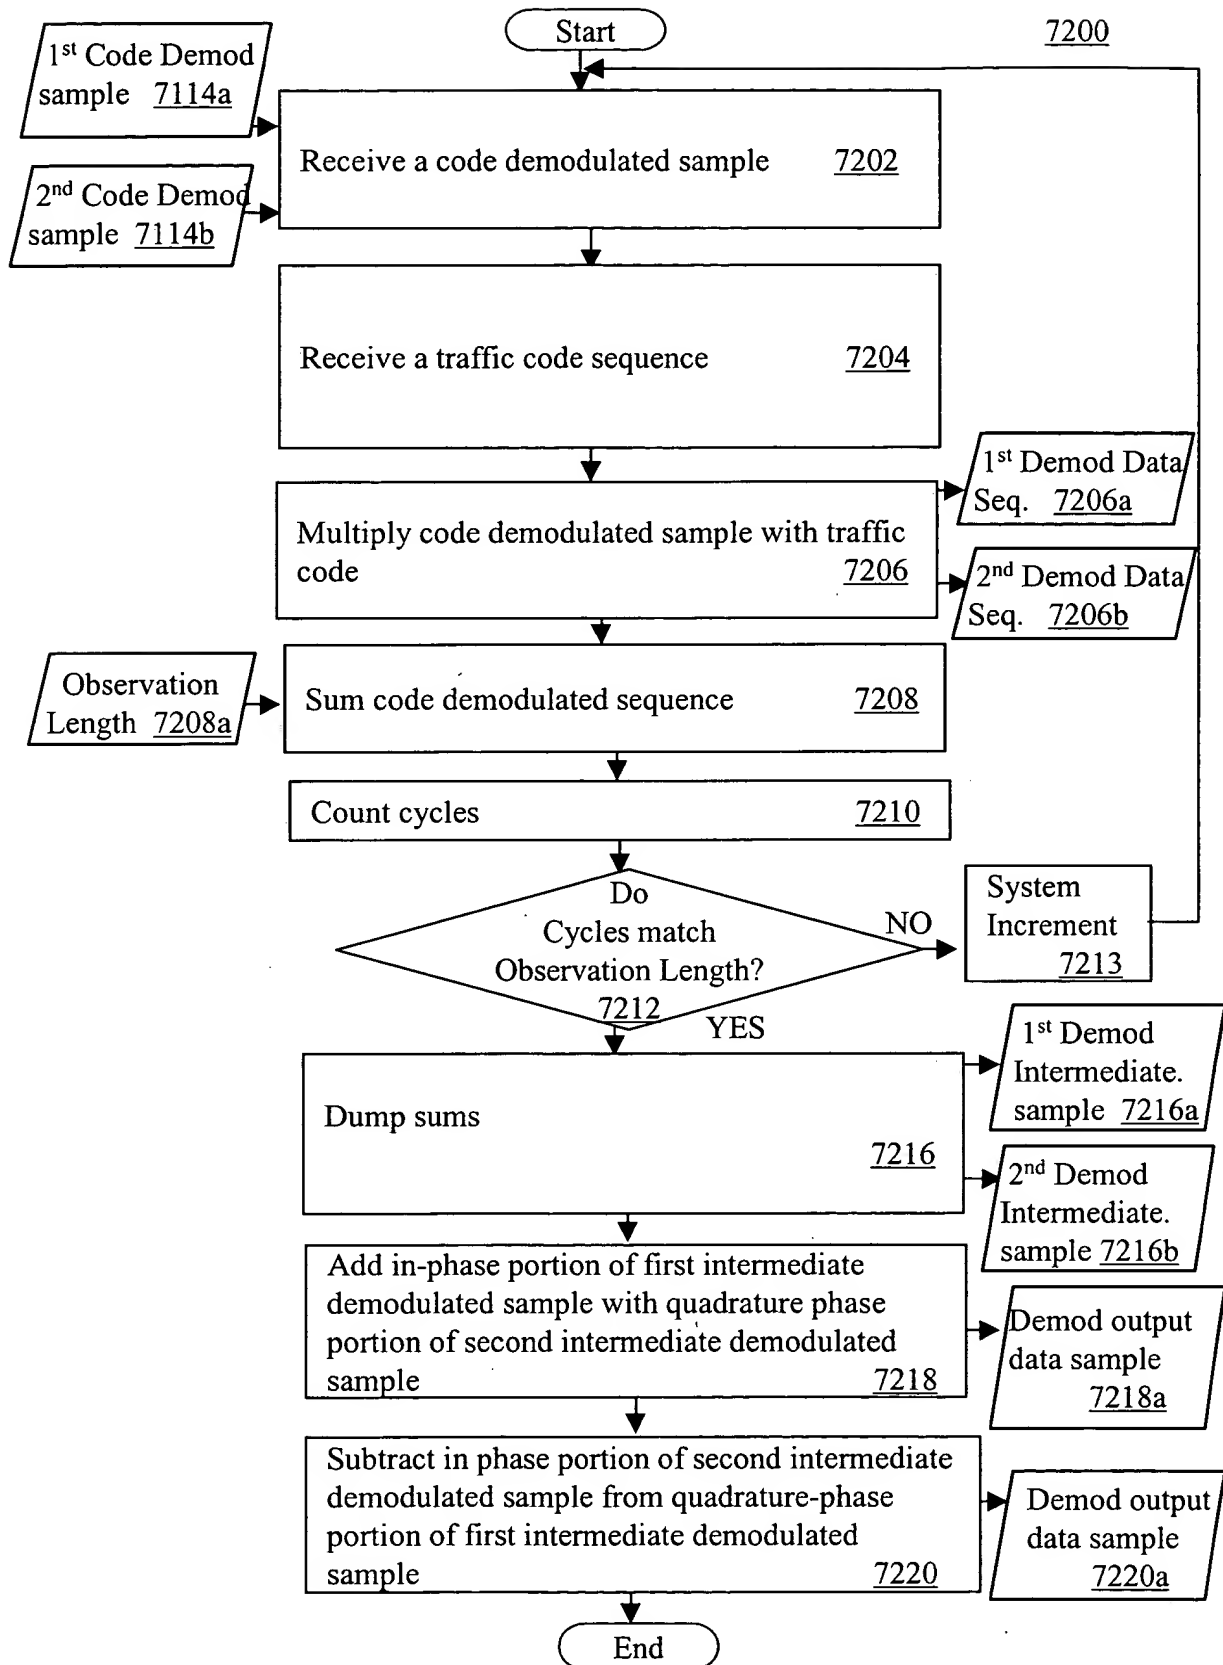 Start
7200
1st Code Demod
sample 7114a
Receive a code demodulated sample 7202
2nd Code Demod
sample 7114b
Receive a traffic code sequence 7204
1st Demod Data
Seq. 7206a
Multiply code demodulated sample with traffic
code 7206
2nd Demod Data
Seq. 7206b
Observation
Length 7208a
Sum code demodulated sequence 7208
Count cycles 7210
Do
Cycles match
Observation Length?
7212
NO
System
Increment
7213
YES
1st Demod
Intermediate.
sample 7216a
Dump sums
7216
2nd Demod
Intermediate.
sample 7216b
Add in-phase portion of first intermediate
demodulated sample with quadrature phase
portion of second intermediate demodulated
sample 7218
Demod output
data sample
7218a
Subtract in phase portion of second intermediate
demodulated sample from quadrature-phase
portion of first intermediate demodulated
sample 7220
Demod output
data sample
7220a
End